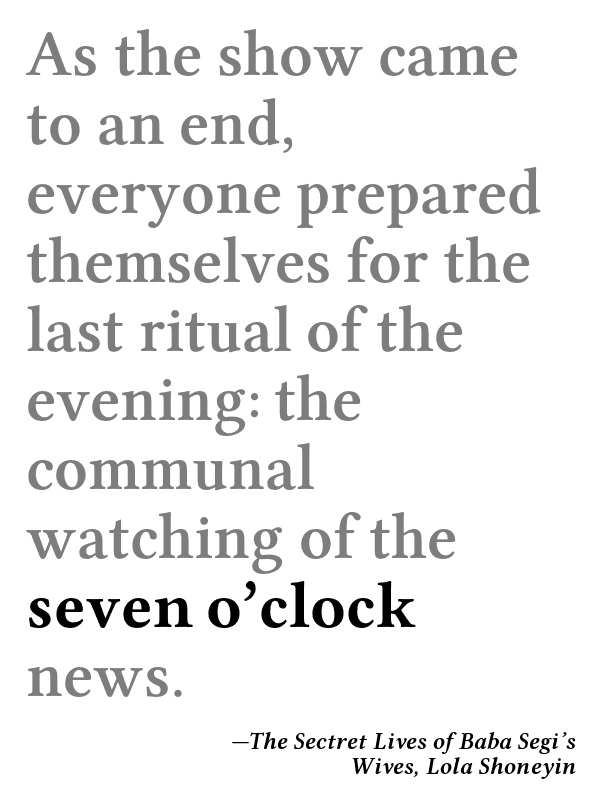 As the show came
to an end,
everyone prepared
themselves for the
last ritual of the
evening: the
communal
watching of the
seven o’clock
news.
—The Sectret Lives of Baba Segi’s
Wives, Lola Shoneyin